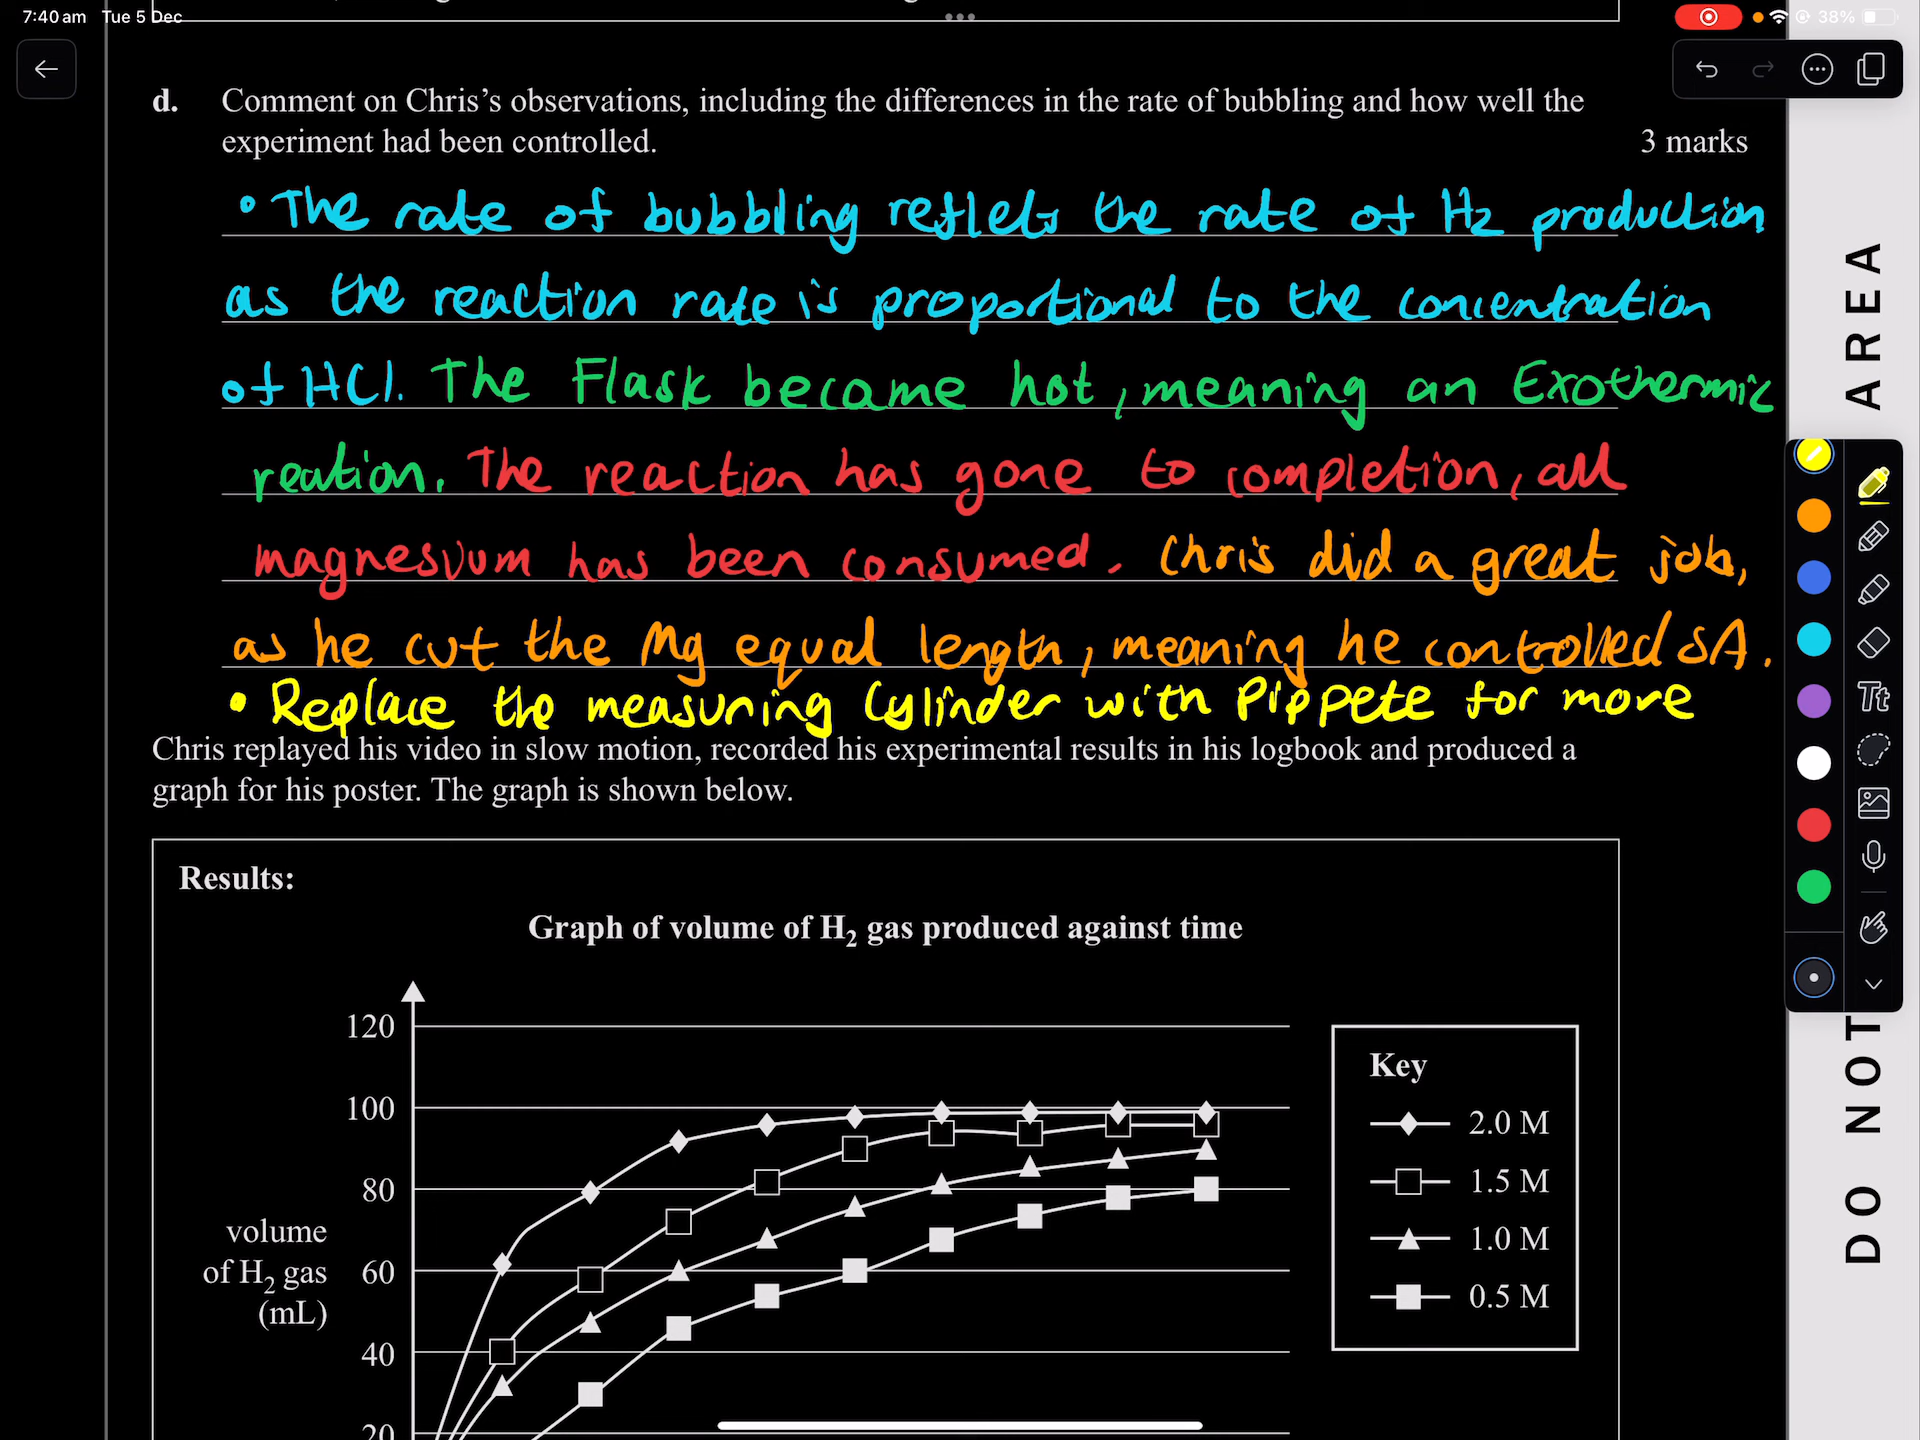 7:40 am Tue 5 Dec
38%
d. Comment on Chris's observations, including the differences in the rate of bubbling and how well the
experiment had been controlled.
3 marks
• The rate of bubbling reflects the rate of H2 production
as the reaction rate is proportional to the concentration
of HCl. The Flask became hot, meaning an Exothermic
reaction. The reaction has gone to completion, all
magnesium has been consumed. Chris did a great job,
as he cut the Mg equal length, meaning he controlled SA.
• Replace the measuring Cylinder with Pippete for more
Chris replayed his video in slow motion, recorded his experimental results in his logbook and produced a
graph for his poster. The graph is shown below.
Results:
Graph of volume of H2 gas produced against time
120
100
80
60
40
20
volume
of H2 gas
(mL)
Key
2.0 M
1.5 M
1.0 M
0.5 M
Tt
DO NOT
AREA